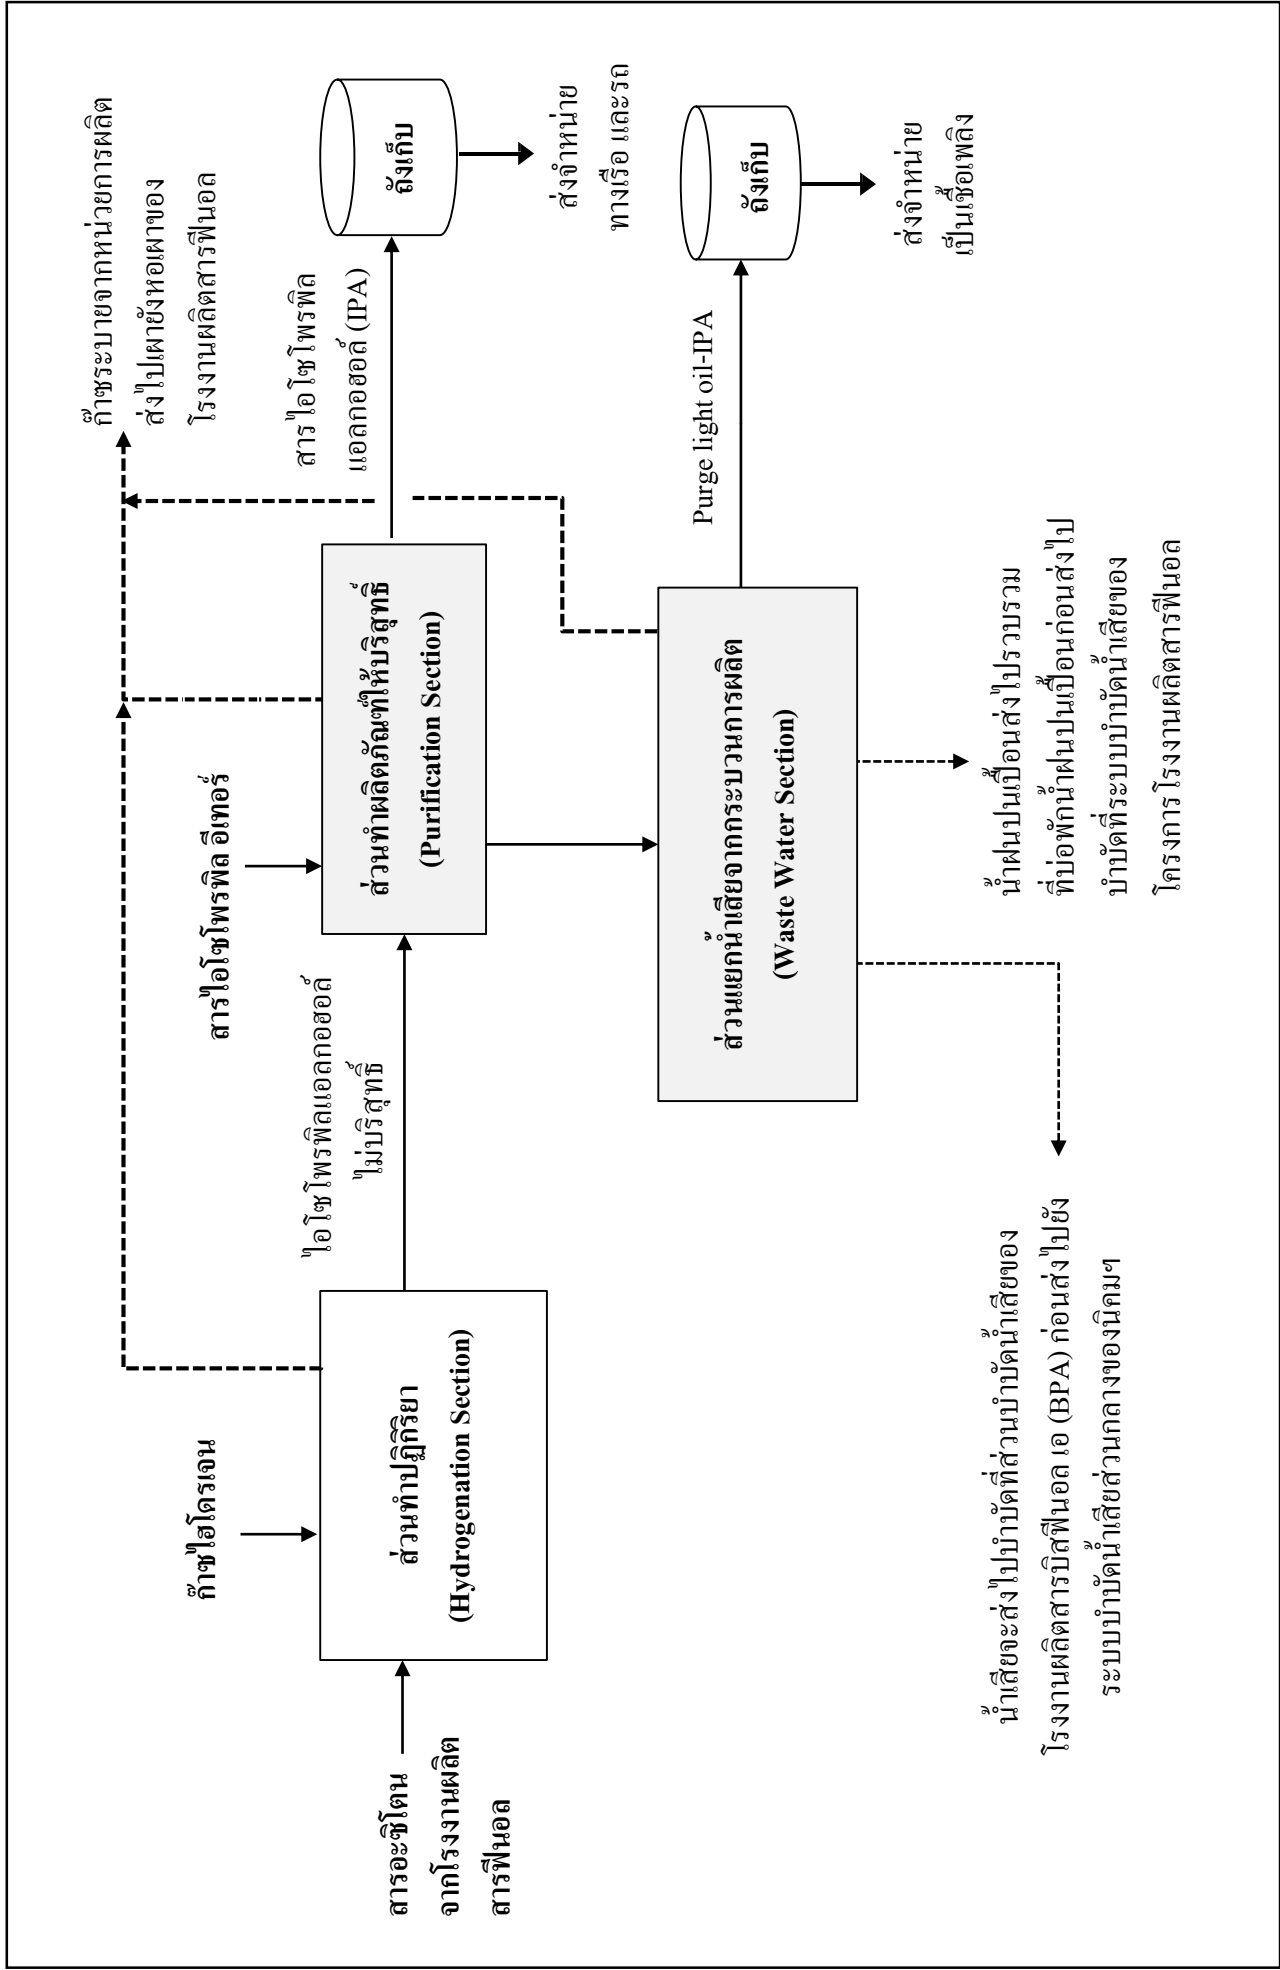 ก๊าซระบายจากหน่วยการผลิต
ส่งไปเผายังหอเผาของ
โรงงานผลิตสารฟีนอล
ก๊าซไฮโดรเจน
สารไอโซโพรพิล อีเทอร์
สารอะซิโตน
จากโรงงานผลิต
สารฟีนอล
ส่วนทำปฏิกิริยา
(Hydrogenation Section)
ไอโซโพรพิลแอลกอฮอล์
ไม่บริสุทธิ์
ส่วนทำผลิตภัณฑ์ให้บริสุทธิ์
(Purification Section)
สารไอโซโพรพิล
แอลกอฮอล์ (IPA)
ถังเก็บ
ส่งจำหน่าย
ทางเรือ และรถ
ส่วนแยกน้ำเสียจากกระบวนการผลิต
(Waste Water Section)
Purge light oil-IPA
ถังเก็บ
ส่งจำหน่าย
เป็นเชื้อเพลิง
น้ำเสียจะส่งไปบำบัดที่ส่วนบำบัดน้ำเสียของ
โรงงานผลิตสารบิสฟีนอล เอ (BPA) ก่อนส่งไปยัง
ระบบบำบัดน้ำเสียส่วนกลางของนิคมฯ
น้ำฝนปนเปื้อนส่งไปรวบรวม
ที่บ่อพักน้ำฝนปนเปื้อนก่อนส่งไป
บำบัดที่ระบบบำบัดน้ำเสียของ
โครงการ โรงงานผลิตสารฟีนอล